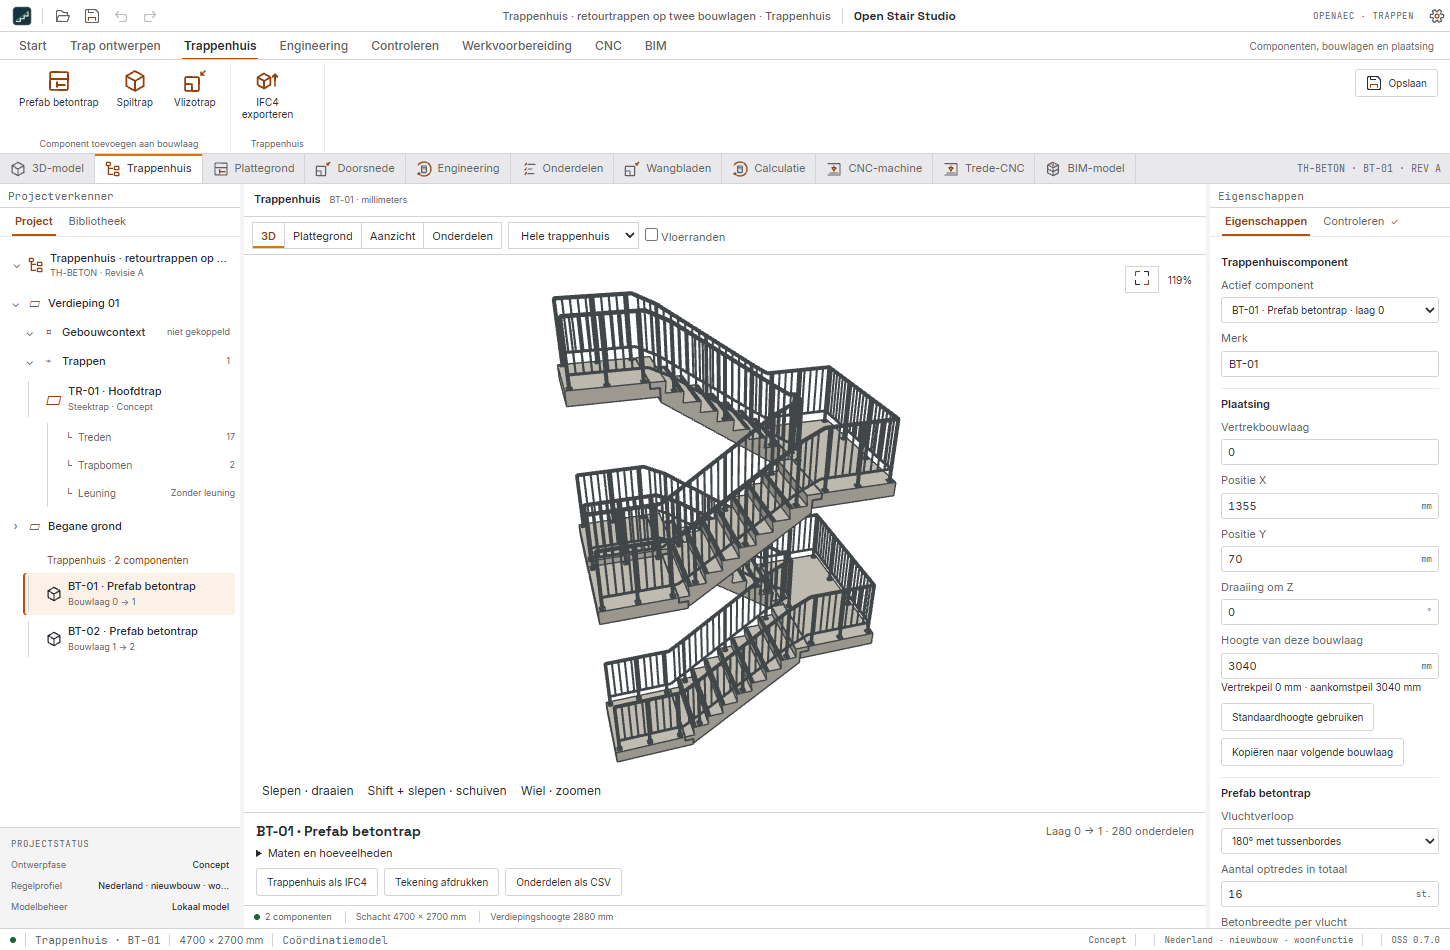 Trappenhuis · retourtrappen op twee bouwlagen · Trappenhuis
Open Stair Studio
OPENAEC · TRAPPEN
Start Trap ontwerpen Trappenhuis Engineering Controleren Werkvoorbereiding CNC BIM
Componenten, bouwlagen en plaatsing
Prefab betontrap
Spiltrap
Vlizotrap
IFC4 exporteren
Opslaan
Component toevoegen aan bouwlaag
Trappenhuis
3D-model Trappenhuis Plattegrond Doorsnede Engineering Onderdelen Wangbladen Calculatie CNC-machine Trede-CNC BIM-model
TH-BETON · BT-01 · REV A
Projectverkenner
Project Bibliotheek
Trappenhuis · retourtrappen op ...
TH-BETON · Revisie A
Verdieping 01
Gebouwcontext niet gekoppeld
Trappen 1
TR-01 · Hoofdtrap
Steektrap · Concept
└ Treden 17
└ Trapbomen 2
└ Leuning Zonder leuning
Begane grond
Trappenhuis · 2 componenten
BT-01 · Prefab betontrap
Bouwlaag 0 → 1
BT-02 · Prefab betontrap
Bouwlaag 1 → 2
PROJECTSTATUS
Ontwerpfase Concept
Regelprofiel Nederland · nieuwbouw · wo...
Modelbeheer Lokaal model
Trappenhuis BT-01 · millimeters
3D Plattegrond Aanzicht Onderdelen Hele trappenhuis Vloerranden
119%
Slepen · draaien Shift + slepen · schuiven Wiel · zoomen
BT-01 · Prefab betontrap
Laag 0 → 1 · 280 onderdelen
Maten en hoeveelheden
Trappenhuis als IFC4 Tekening afdrukken Onderdelen als CSV
2 componenten Schacht 4700 × 2700 mm Verdiepingshoogte 2880 mm
Eigenschappen
Eigenschappen Controleren ✓
Trappenhuiscomponent
Actief component
BT-01 · Prefab betontrap · laag 0
Merk
BT-01
Plaatsing
Vertrekbouwlaag
0
Positie X
1355 mm
Positie Y
70 mm
Draaiing om Z
0 °
Hoogte van deze bouwlaag
3040 mm
Vertrekpeil 0 mm · aankomstpeil 3040 mm
Standaardhoogte gebruiken
Kopiëren naar volgende bouwlaag
Prefab betontrap
Vluchtverloop
180° met tussenbordes
Aantal optredes in totaal
16 st.
Betonbreedte per vlucht
Trappenhuis · BT-01 4700 × 2700 mm Coördinatiemodel
Concept Nederland · nieuwbouw · woonfunctie OSS 0.7.0